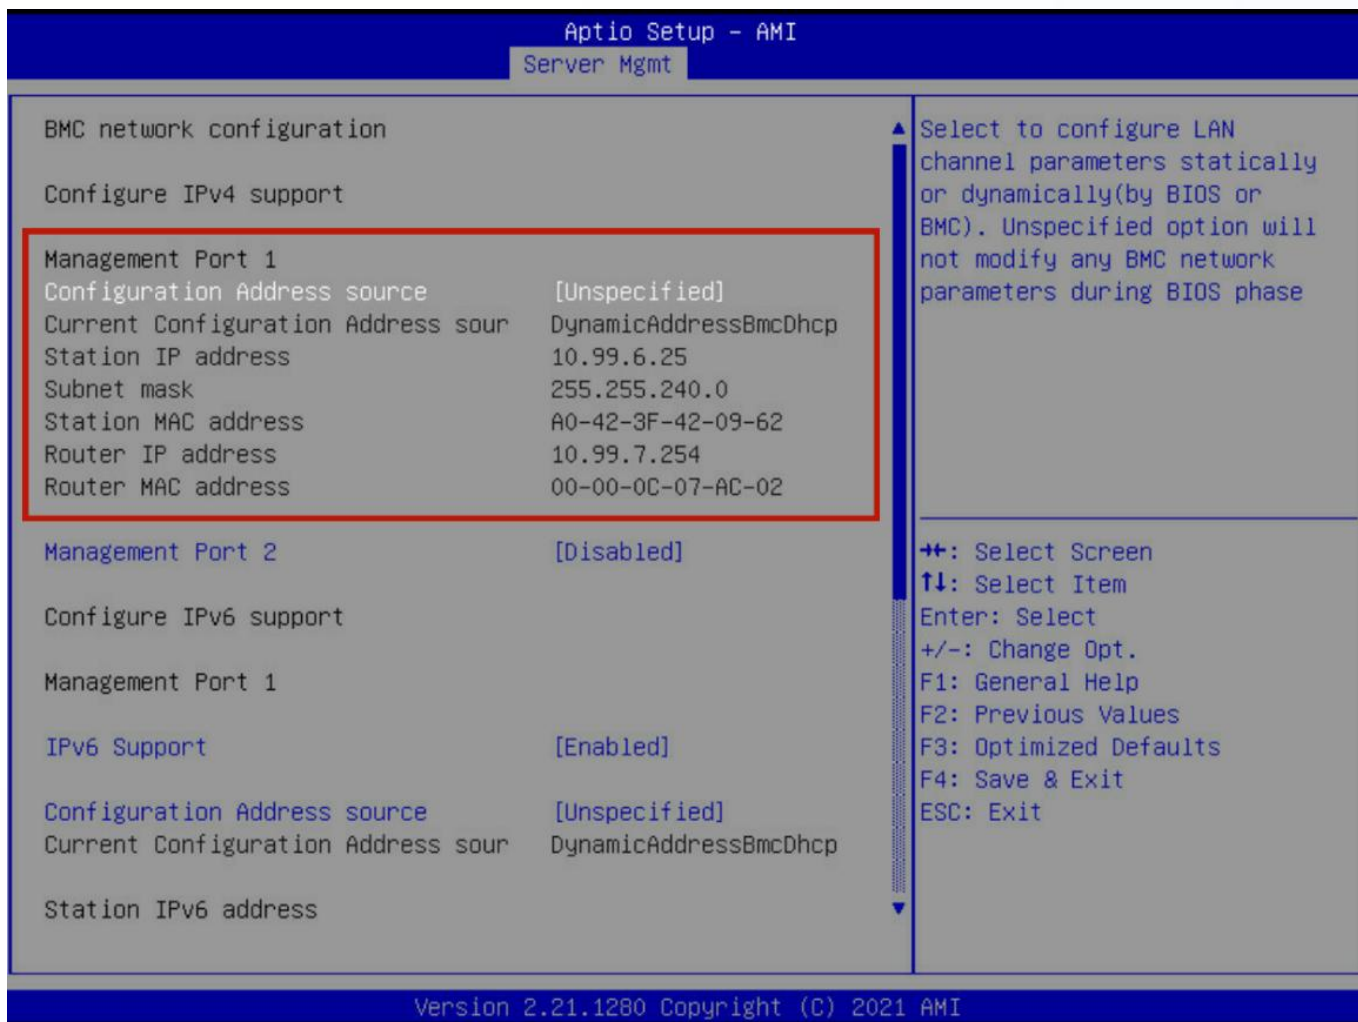 Aptio Setup – AMI
Server Mgmt
BMC network configuration
Configure IPv4 support
Management Port 1
Configuration Address source [Unspecified]
Current Configuration Address sour DynamicAddressBmcDhcp
Station IP address 10.99.6.25
Subnet mask 255.255.240.0
Station MAC address A0-42-3F-42-09-62
Router IP address 10.99.7.254
Router MAC address 00-00-0C-07-AC-02
Management Port 2 [Disabled]
Configure IPv6 support
Management Port 1
IPv6 Support [Enabled]
Configuration Address source [Unspecified]
Current Configuration Address sour DynamicAddressBmcDhcp
Station IPv6 address
Select to configure LAN
channel parameters statically
or dynamically(by BIOS or
BMC). Unspecified option will
not modify any BMC network
parameters during BIOS phase
→←: Select Screen
↑↓: Select Item
Enter: Select
+/-: Change Opt.
F1: General Help
F2: Previous Values
F3: Optimized Defaults
F4: Save & Exit
ESC: Exit
Version 2.21.1280 Copyright (C) 2021 AMI